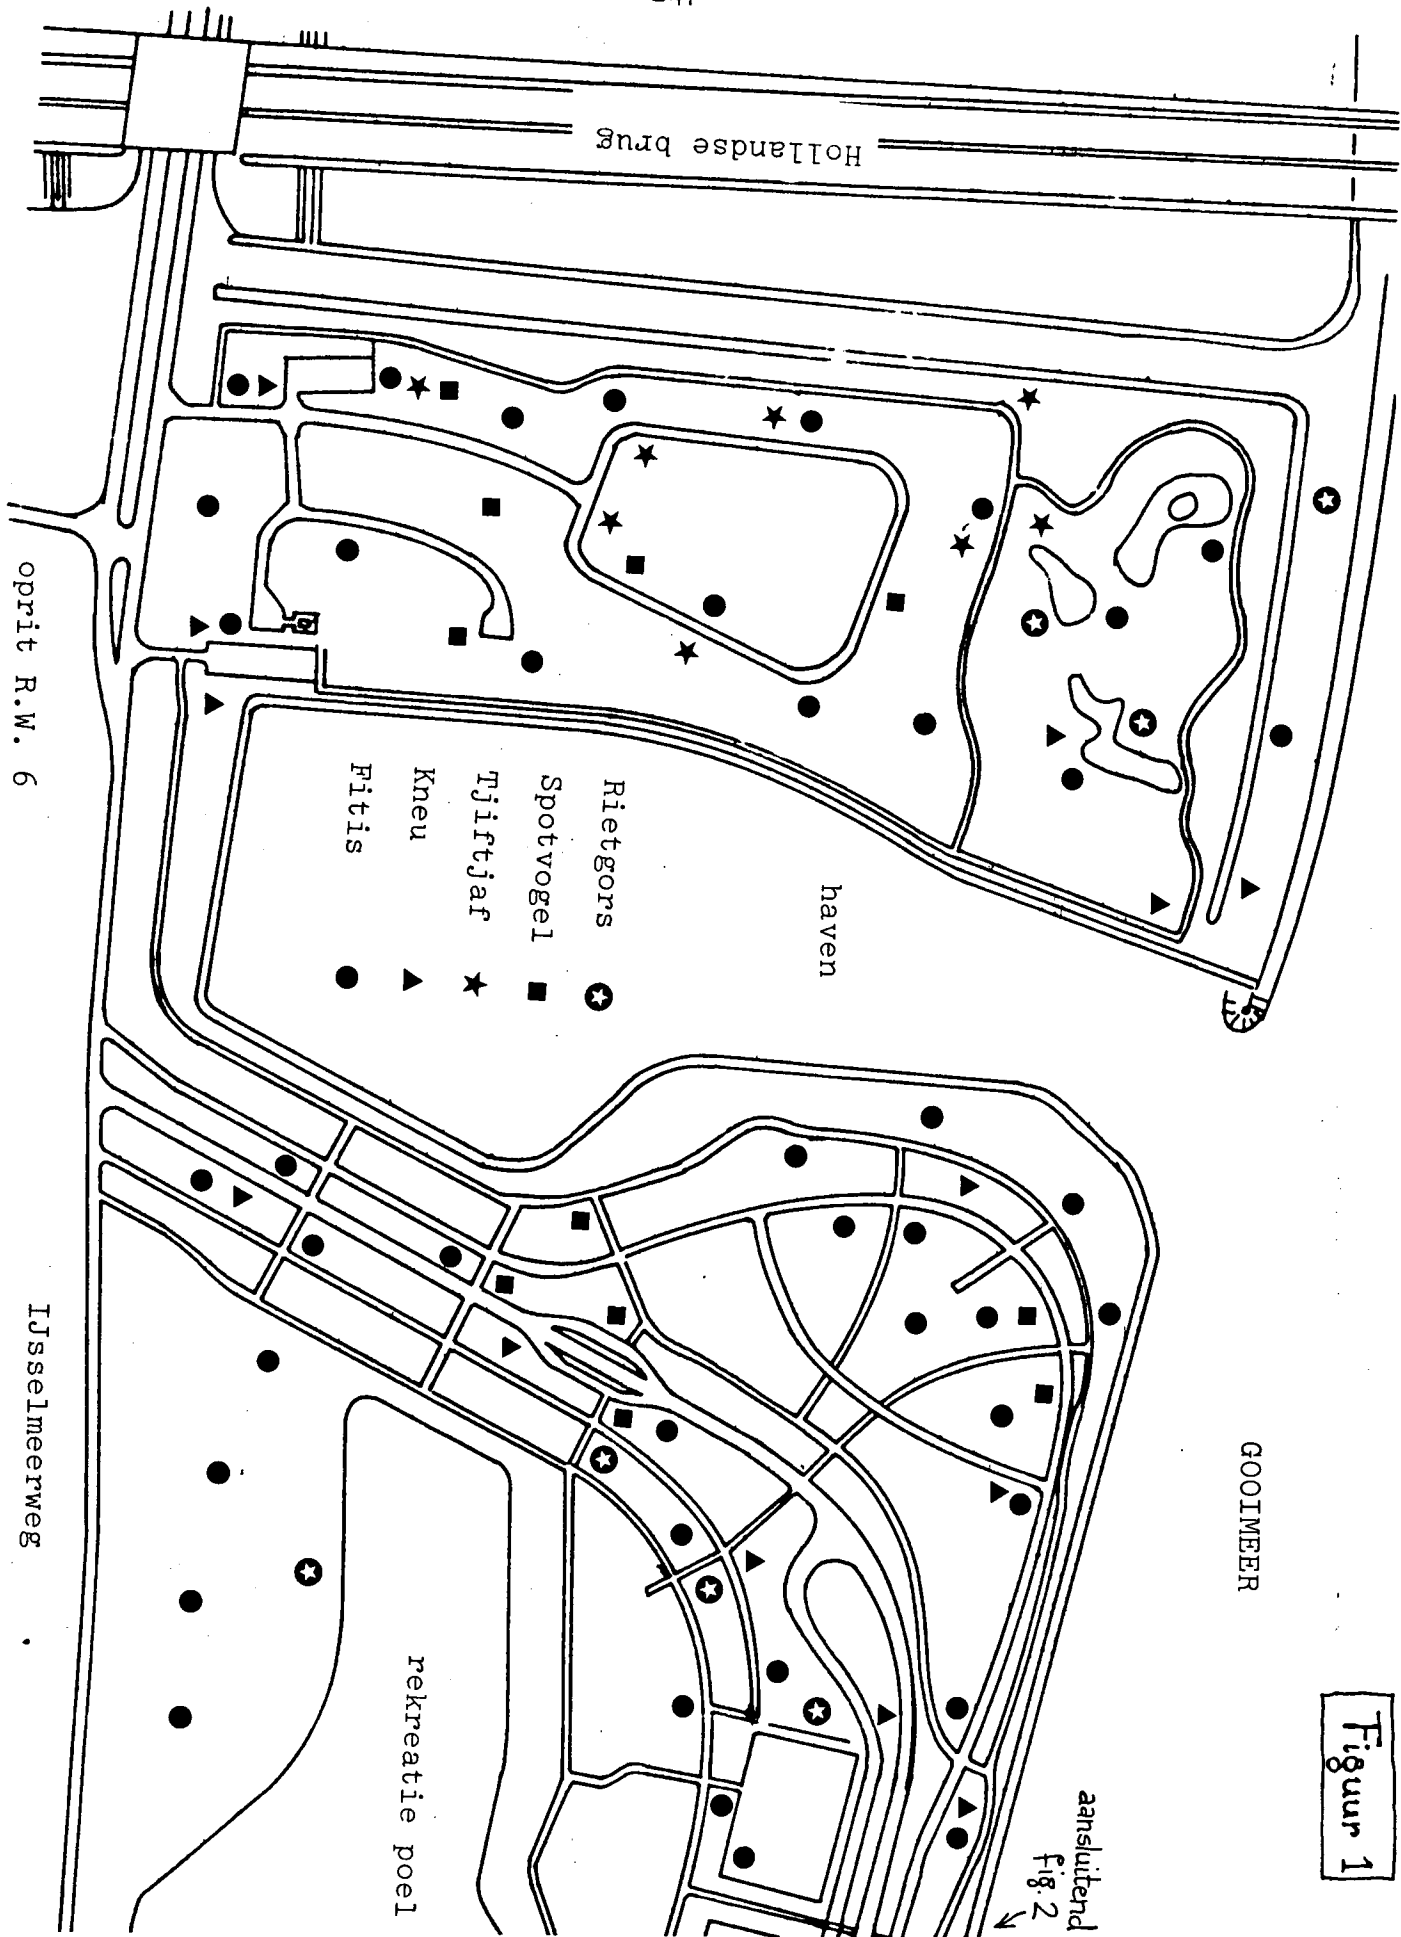 Figuur 1
GOOIMEER
aansluitend
fig. 2
Hollandse brug
haven
Rietgors
Spotvogel
Tjiftjaf
Kneu
Fitis
rekreatie poel
IJsselmeerweg
oprit R.W. 6